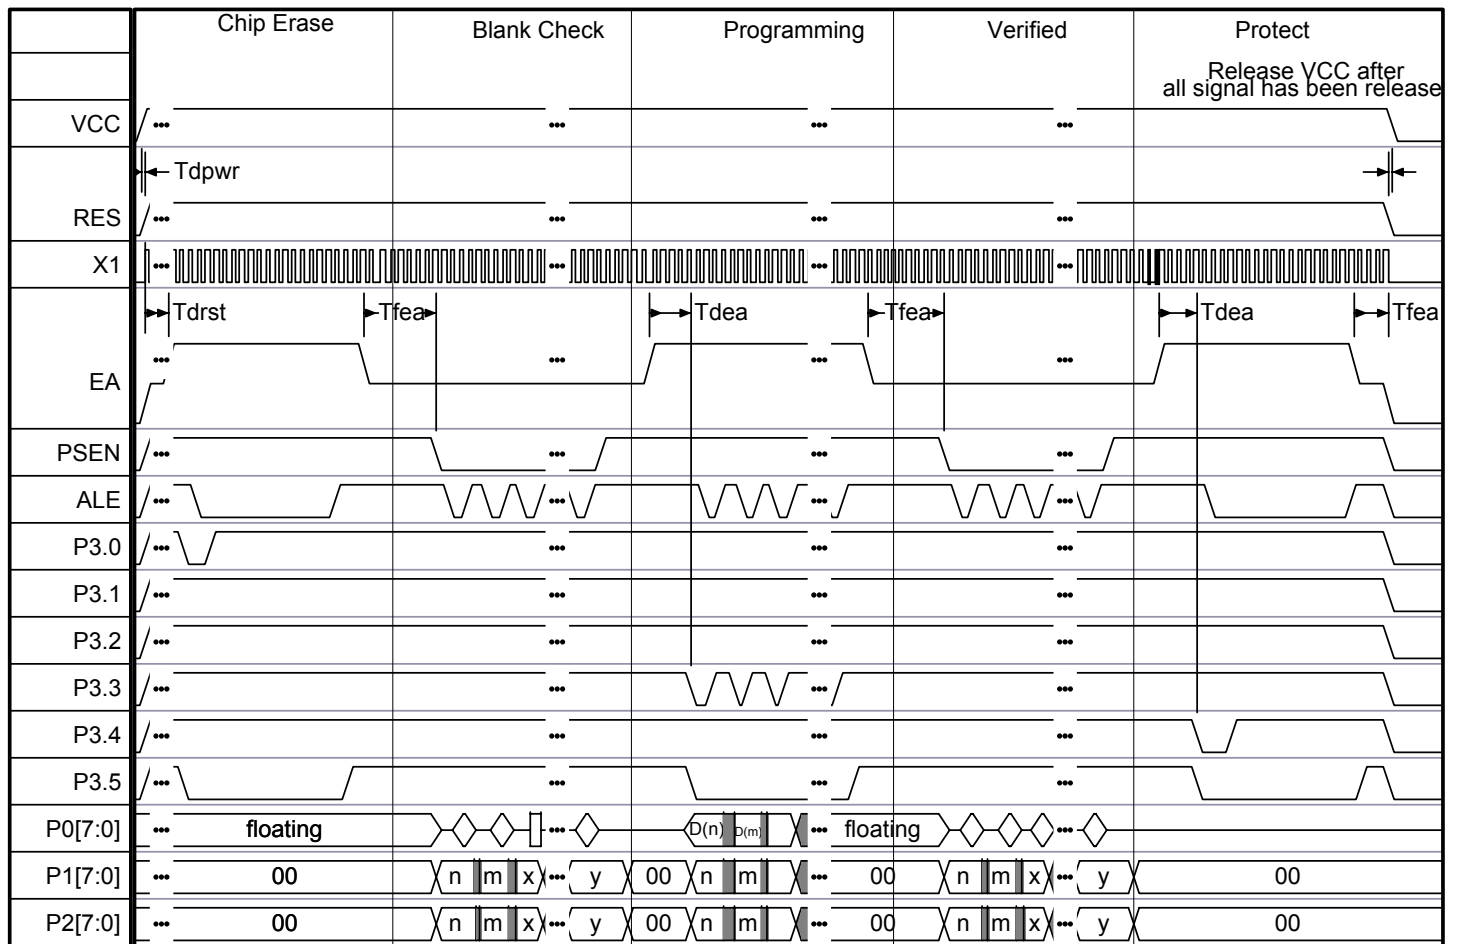 Chip Erase Blank Check Programming Verified Protect
Release VCC after
all signal has been release
VCC
Tdpwr
RES
X1
Tdrst Tfea Tdea Tfea Tdea Tfea
EA
PSEN
ALE
P3.0
P3.1
P3.2
P3.3
P3.4
P3.5
P0[7:0] floating D(n) D(m) floating
P1[7:0] 00 n m x y 00 n m 00 n m x y 00
P2[7:0] 00 n m x y 00 n m 00 n m x y 00